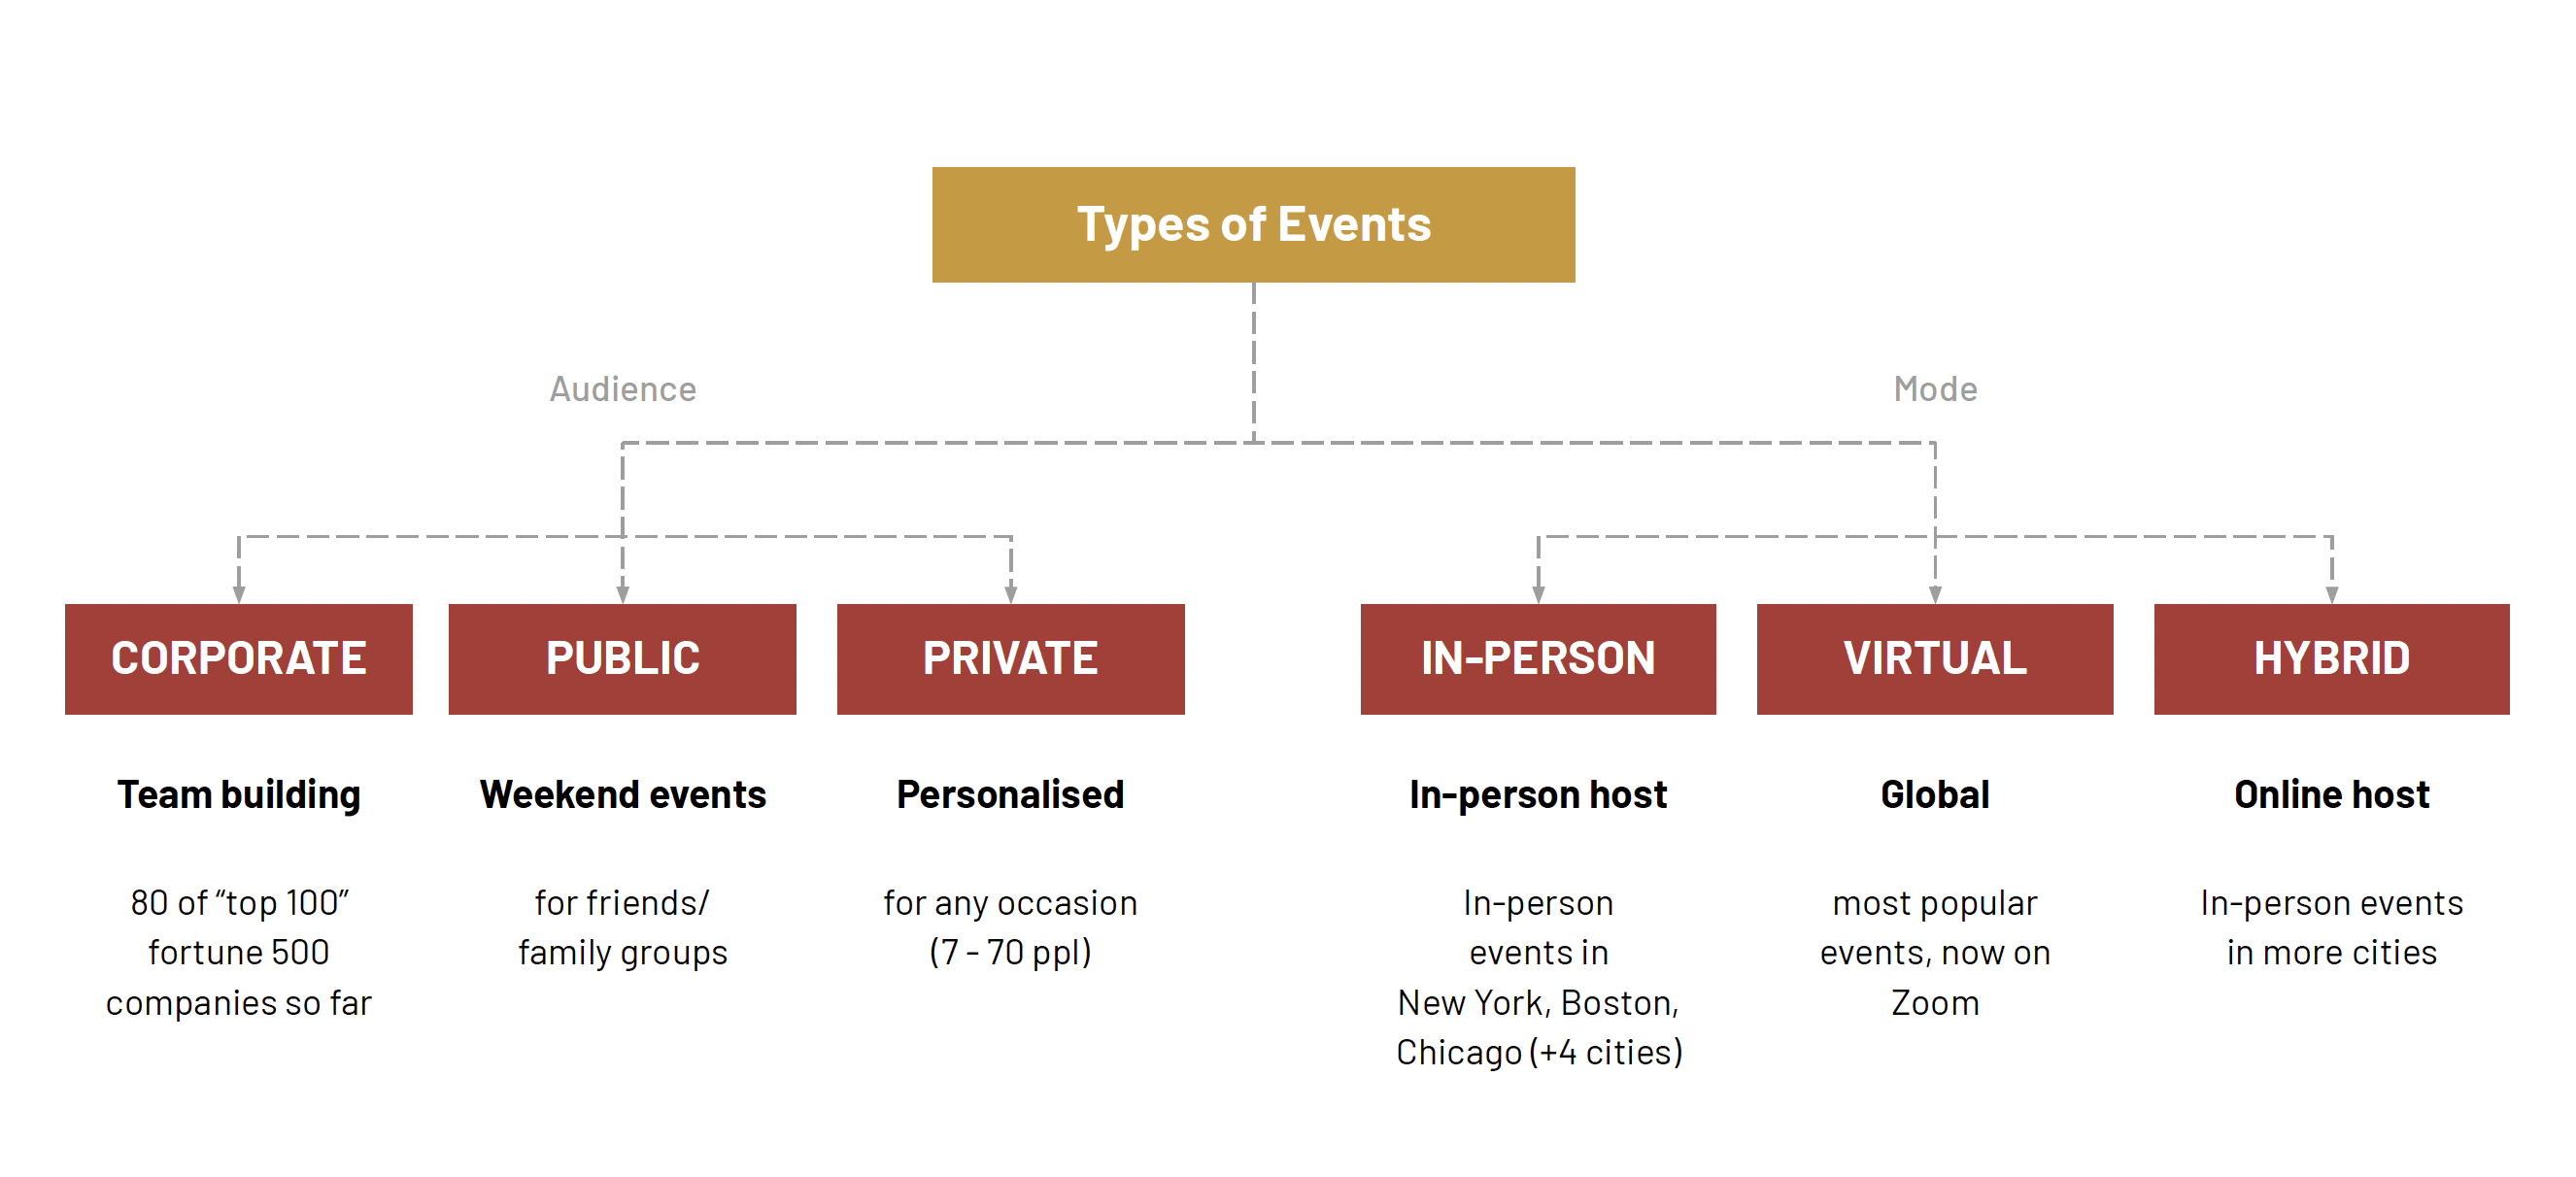 Types of Events
Audience
Mode
CORPORATE
PUBLIC
PRIVATE
IN-PERSON
VIRTUAL
HYBRID
Team building
Weekend events
Personalised
In-person host
Global
Online host
80 of “top 100”
fortune 500
companies so far
for friends/
family groups
for any occasion
(7 - 70 ppl)
In-person
events in
New York, Boston,
Chicago (+4 cities)
most popular
events, now on
Zoom
In-person events
in more cities